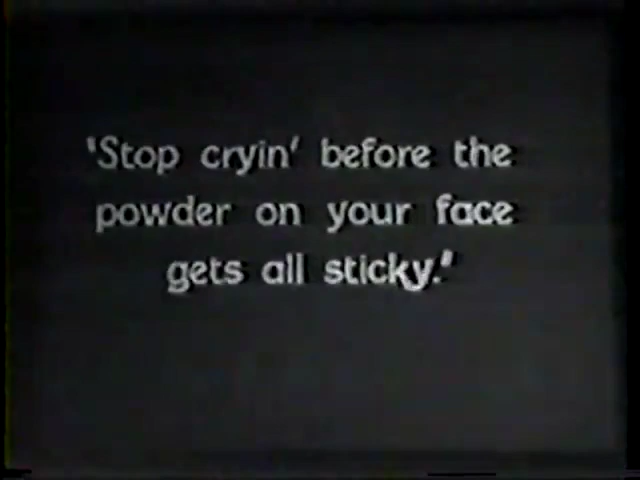 'Stop cryin' before the
powder on your face
gets all sticky.'